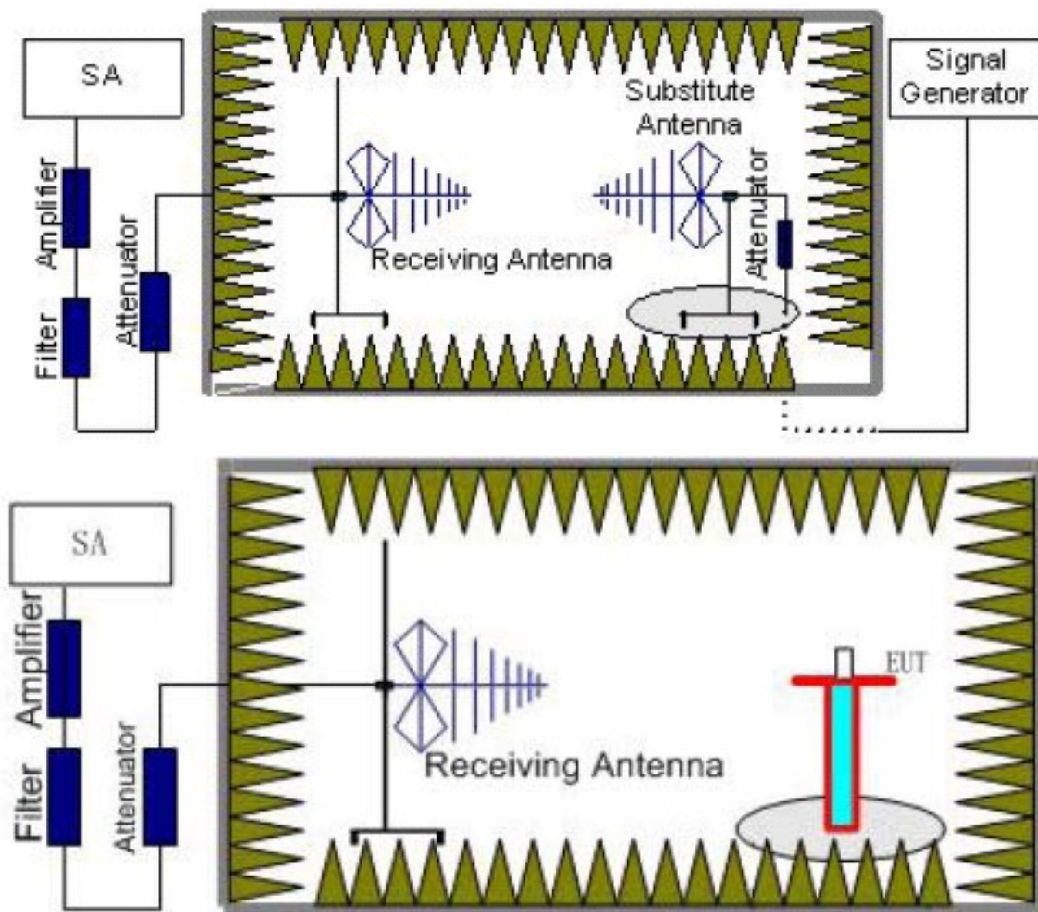 SA
Signal
Generator
Substitute
Antenna
Amplifier
Attenuator
Attenuator
Receiving Antenna
Filter
SA
Amplifier
EUT
Attenuator
Filter
Receiving Antenna